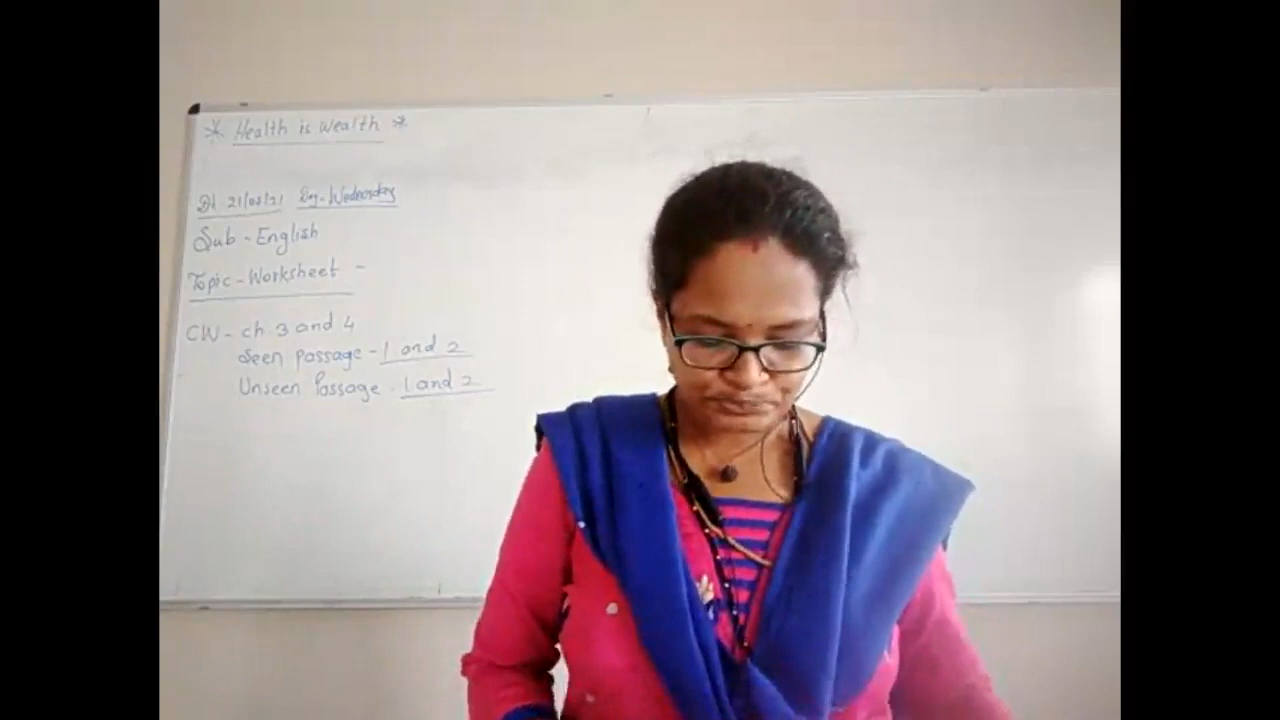 * Health is Wealth *
Dt 21/07/21 Day-Wednesday
Sub - English
Topic - Worksheet -
CW - ch 3 and 4
Seen passage - 1 and 2
Unseen Passage - 1 and 2